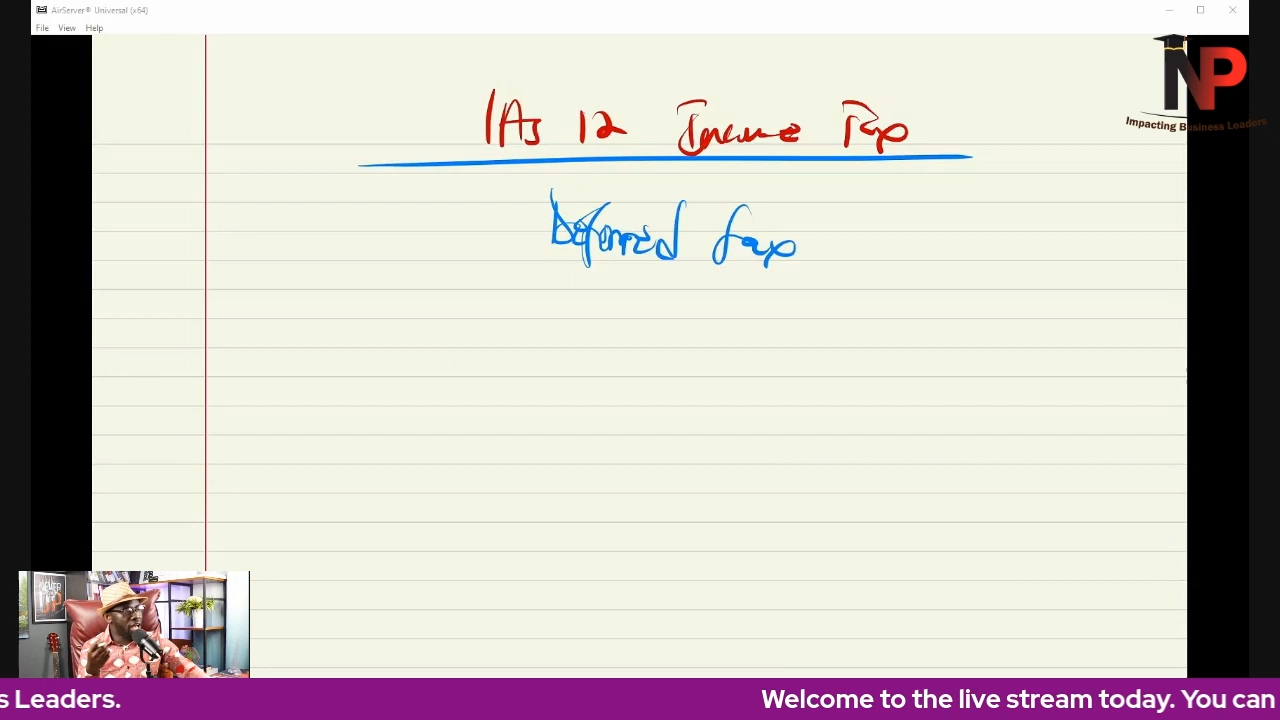 AirServer® Universal (x64)
File View Help
NP
Impacting Business Leaders
IAS 12 Income Tax
Deferred tax
s Leaders. Welcome to the live stream today. You can